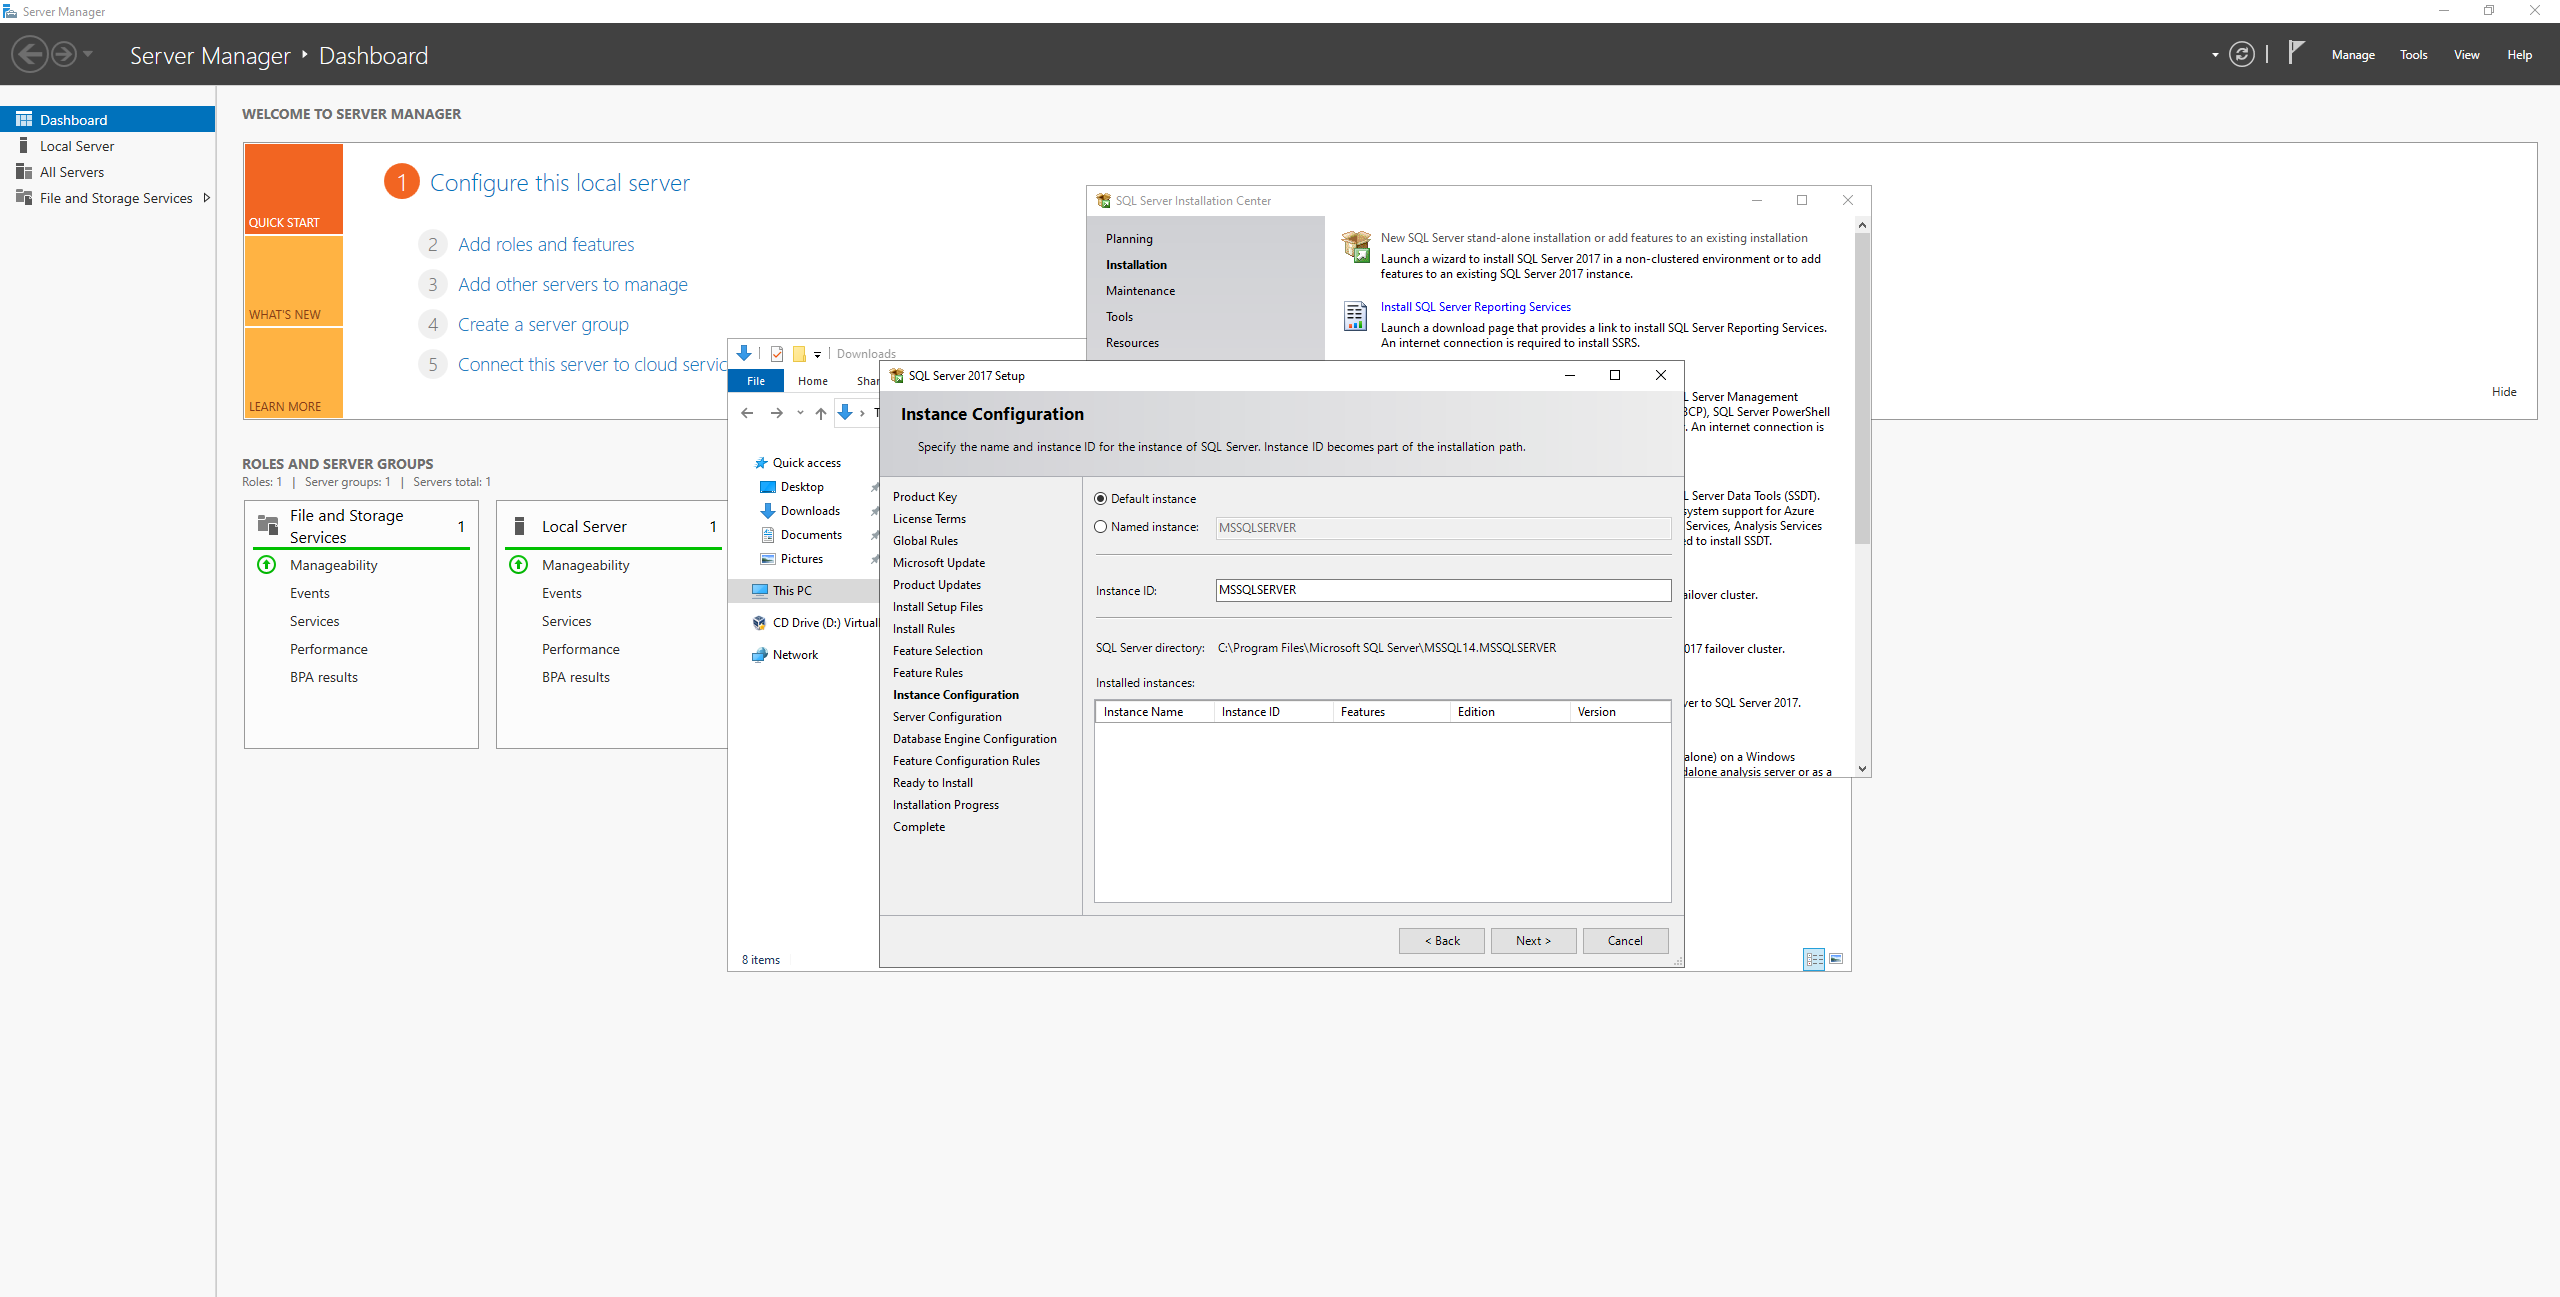 Server Manager
Server Manager
Dashboard
Manage
Tools
View
Help
Dashboard
Local Server
All Servers
File and Storage Services
WELCOME TO SERVER MANAGER
QUICK START
WHAT'S NEW
LEARN MORE
1 Configure this local server
2 Add roles and features
3 Add other servers to manage
4 Create a server group
5 Connect this server to cloud servic
Hide
ROLES AND SERVER GROUPS
Roles: 1 | Server groups: 1 | Servers total: 1
File and Storage
Services
1
Manageability
Events
Services
Performance
BPA results
Local Server
1
Manageability
Events
Services
Performance
BPA results
Downloads
File
Home
Shar
Quick access
Desktop
Downloads
Documents
Pictures
This PC
CD Drive (D:) Virtual
Network
8 items
SQL Server Installation Center
Planning
Installation
Maintenance
Tools
Resources
New SQL Server stand-alone installation or add features to an existing installation
Launch a wizard to install SQL Server 2017 in a non-clustered environment or to add
features to an existing SQL Server 2017 instance.
Install SQL Server Reporting Services
Launch a download page that provides a link to install SQL Server Reporting Services.
An internet connection is required to install SSRS.
L Server Management
BCP), SQL Server PowerShell
. An internet connection is
L Server Data Tools (SSDT).
system support for Azure
Services, Analysis Services
ed to install SSDT.
ailover cluster.
017 failover cluster.
ver to SQL Server 2017.
alone) on a Windows
dalone analysis server or as a
SQL Server 2017 Setup
Instance Configuration
Specify the name and instance ID for the instance of SQL Server. Instance ID becomes part of the installation path.
Product Key
License Terms
Global Rules
Microsoft Update
Product Updates
Install Setup Files
Install Rules
Feature Selection
Feature Rules
Instance Configuration
Server Configuration
Database Engine Configuration
Feature Configuration Rules
Ready to Install
Installation Progress
Complete
Default instance
Named instance: MSSQLSERVER
Instance ID: MSSQLSERVER
SQL Server directory: C:\Program Files\Microsoft SQL Server\MSSQL14.MSSQLSERVER
Installed instances:
Instance Name Instance ID Features Edition Version
< Back
Next >
Cancel